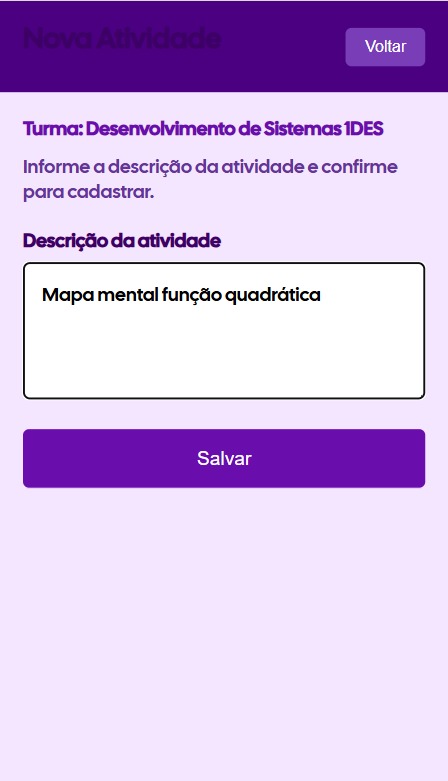 Nova Atividade
Voltar
Turma: Desenvolvimento de Sistemas 1DES
Informe a descrição da atividade e confirme
para cadastrar.
Descrição da atividade
Mapa mental função quadrática
Salvar